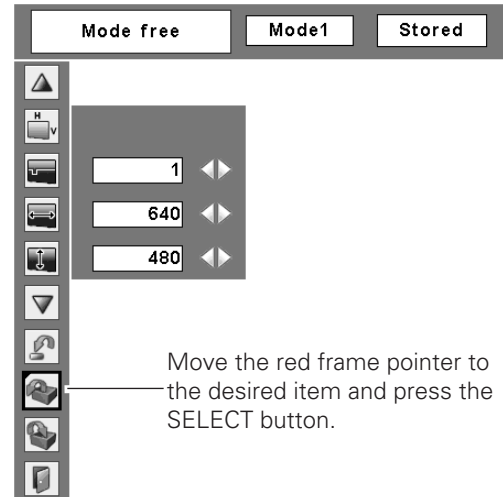 Mode free Mode1 Stored
H
V
1
640
480
Move the red frame pointer to
the desired item and press the
SELECT button.